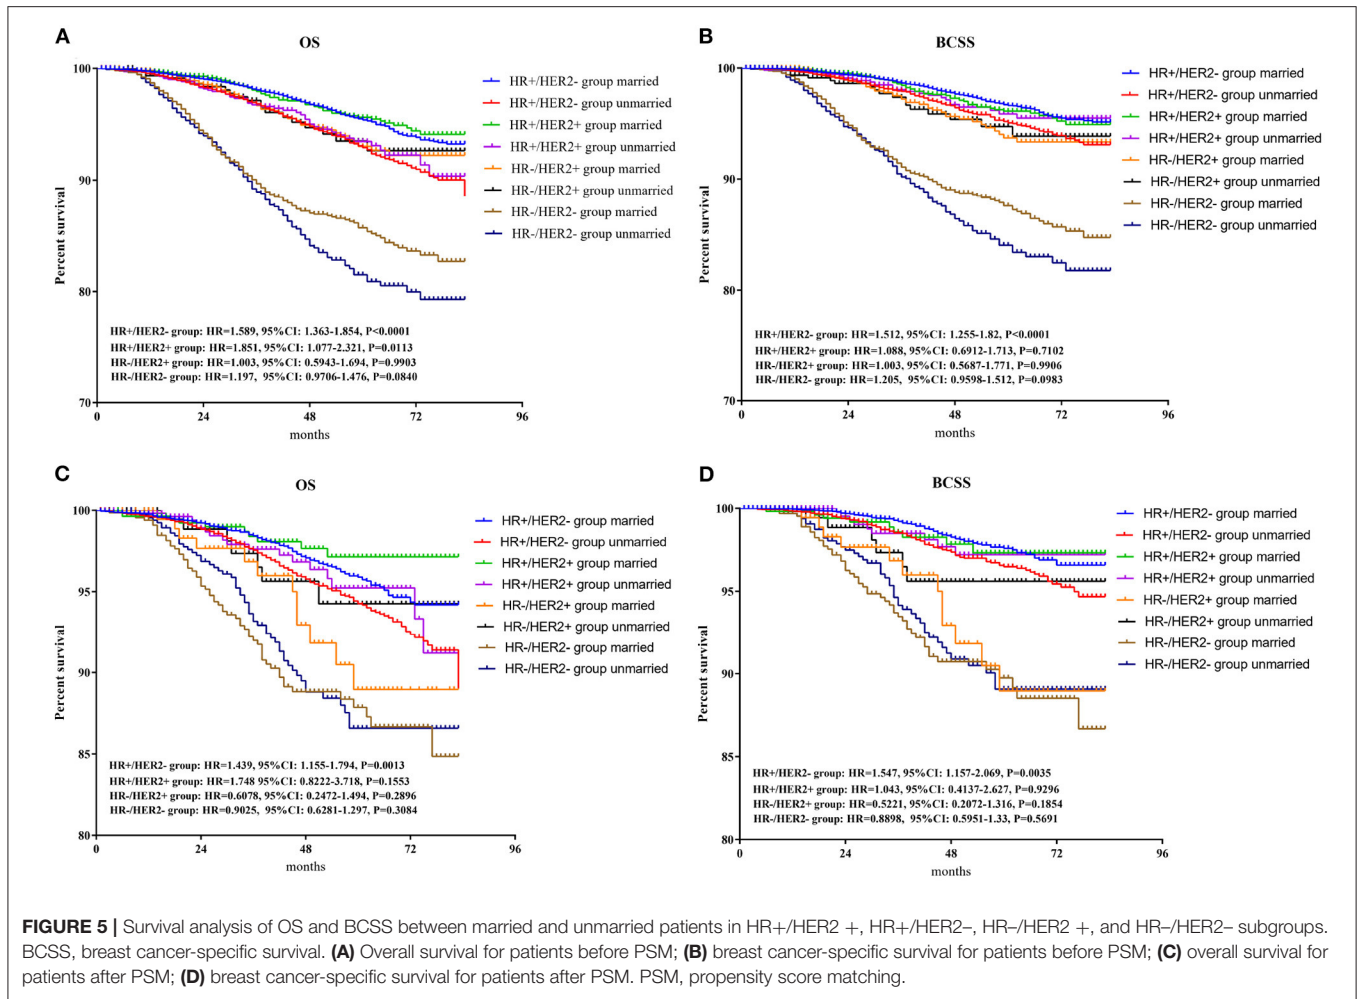 A
OS
100
90
80
70
0
24
48
72
96
Percent survival
months
HR+/HER2- group married
HR+/HER2- group unmarried
HR+/HER2+ group married
HR+/HER2+ group unmarried
HR-/HER2+ group married
HR-/HER2+ group unmarried
HR-/HER2- group married
HR-/HER2- group unmarried
HR+/HER2- group: HR=1.589, 95%CI: 1.363-1.854, P<0.0001
HR+/HER2+ group: HR=1.851, 95%CI: 1.077-2.321, P=0.0113
HR-/HER2+ group: HR=1.003, 95%CI: 0.5943-1.694, P=0.9903
HR-/HER2- group: HR=1.197, 95%CI: 0.9706-1.476, P=0.0840
B
BCSS
100
90
80
70
0
24
48
72
96
Percent survival
months
HR+/HER2- group married
HR+/HER2- group unmarried
HR+/HER2+ group married
HR+/HER2+ group unmarried
HR-/HER2+ group married
HR-/HER2+ group unmarried
HR-/HER2- group married
HR-/HER2- group unmarried
HR+/HER2- group: HR=1.512, 95%CI: 1.255-1.82, P<0.0001
HR+/HER2+ group: HR=1.088, 95%CI: 0.6912-1.713, P=0.7102
HR-/HER2+ group: HR=1.003, 95%CI: 0.5687-1.771, P=0.9906
HR-/HER2- group: HR=1.205, 95%CI: 0.9598-1.512, P=0.0983
C
OS
100
95
90
85
80
0
24
48
72
96
Percent survival
months
HR+/HER2- group married
HR+/HER2- group unmarried
HR+/HER2+ group married
HR+/HER2+ group unmarried
HR-/HER2+ group married
HR-/HER2+ group unmarried
HR-/HER2- group married
HR-/HER2- group unmarried
HR+/HER2- group: HR=1.439, 95%CI: 1.155-1.794, P=0.0013
HR+/HER2+ group: HR=1.748 95%CI: 0.8222-3.718, P=0.1553
HR-/HER2+ group: HR=0.6078, 95%CI: 0.2472-1.494, P=0.2896
HR-/HER2- group: HR=0.9025, 95%CI: 0.6281-1.297, P=0.3084
D
BCSS
100
95
90
85
80
0
24
48
72
96
Percent survival
months
HR+/HER2- group married
HR+/HER2- group unmarried
HR+/HER2+ group married
HR+/HER2+ group unmarried
HR-/HER2+ group married
HR-/HER2+ group unmarried
HR-/HER2- group married
HR-/HER2- group unmarried
HR+/HER2- group: HR=1.547, 95%CI: 1.157-2.069, P=0.0035
HR+/HER2+ group: HR=1.043, 95%CI: 0.4137-2.627, P=0.9296
HR-/HER2+ group: HR=0.5221, 95%CI: 0.2072-1.316, P=0.1854
HR-/HER2- group: HR=0.8898, 95%CI: 0.5951-1.33, P=0.5691
FIGURE 5 | Survival analysis of OS and BCSS between married and unmarried patients in HR+/HER2 +, HR+/HER2–, HR–/HER2 +, and HR–/HER2– subgroups.
BCSS, breast cancer-specific survival. (A) Overall survival for patients before PSM; (B) breast cancer-specific survival for patients before PSM; (C) overall survival for
patients after PSM; (D) breast cancer-specific survival for patients after PSM. PSM, propensity score matching.